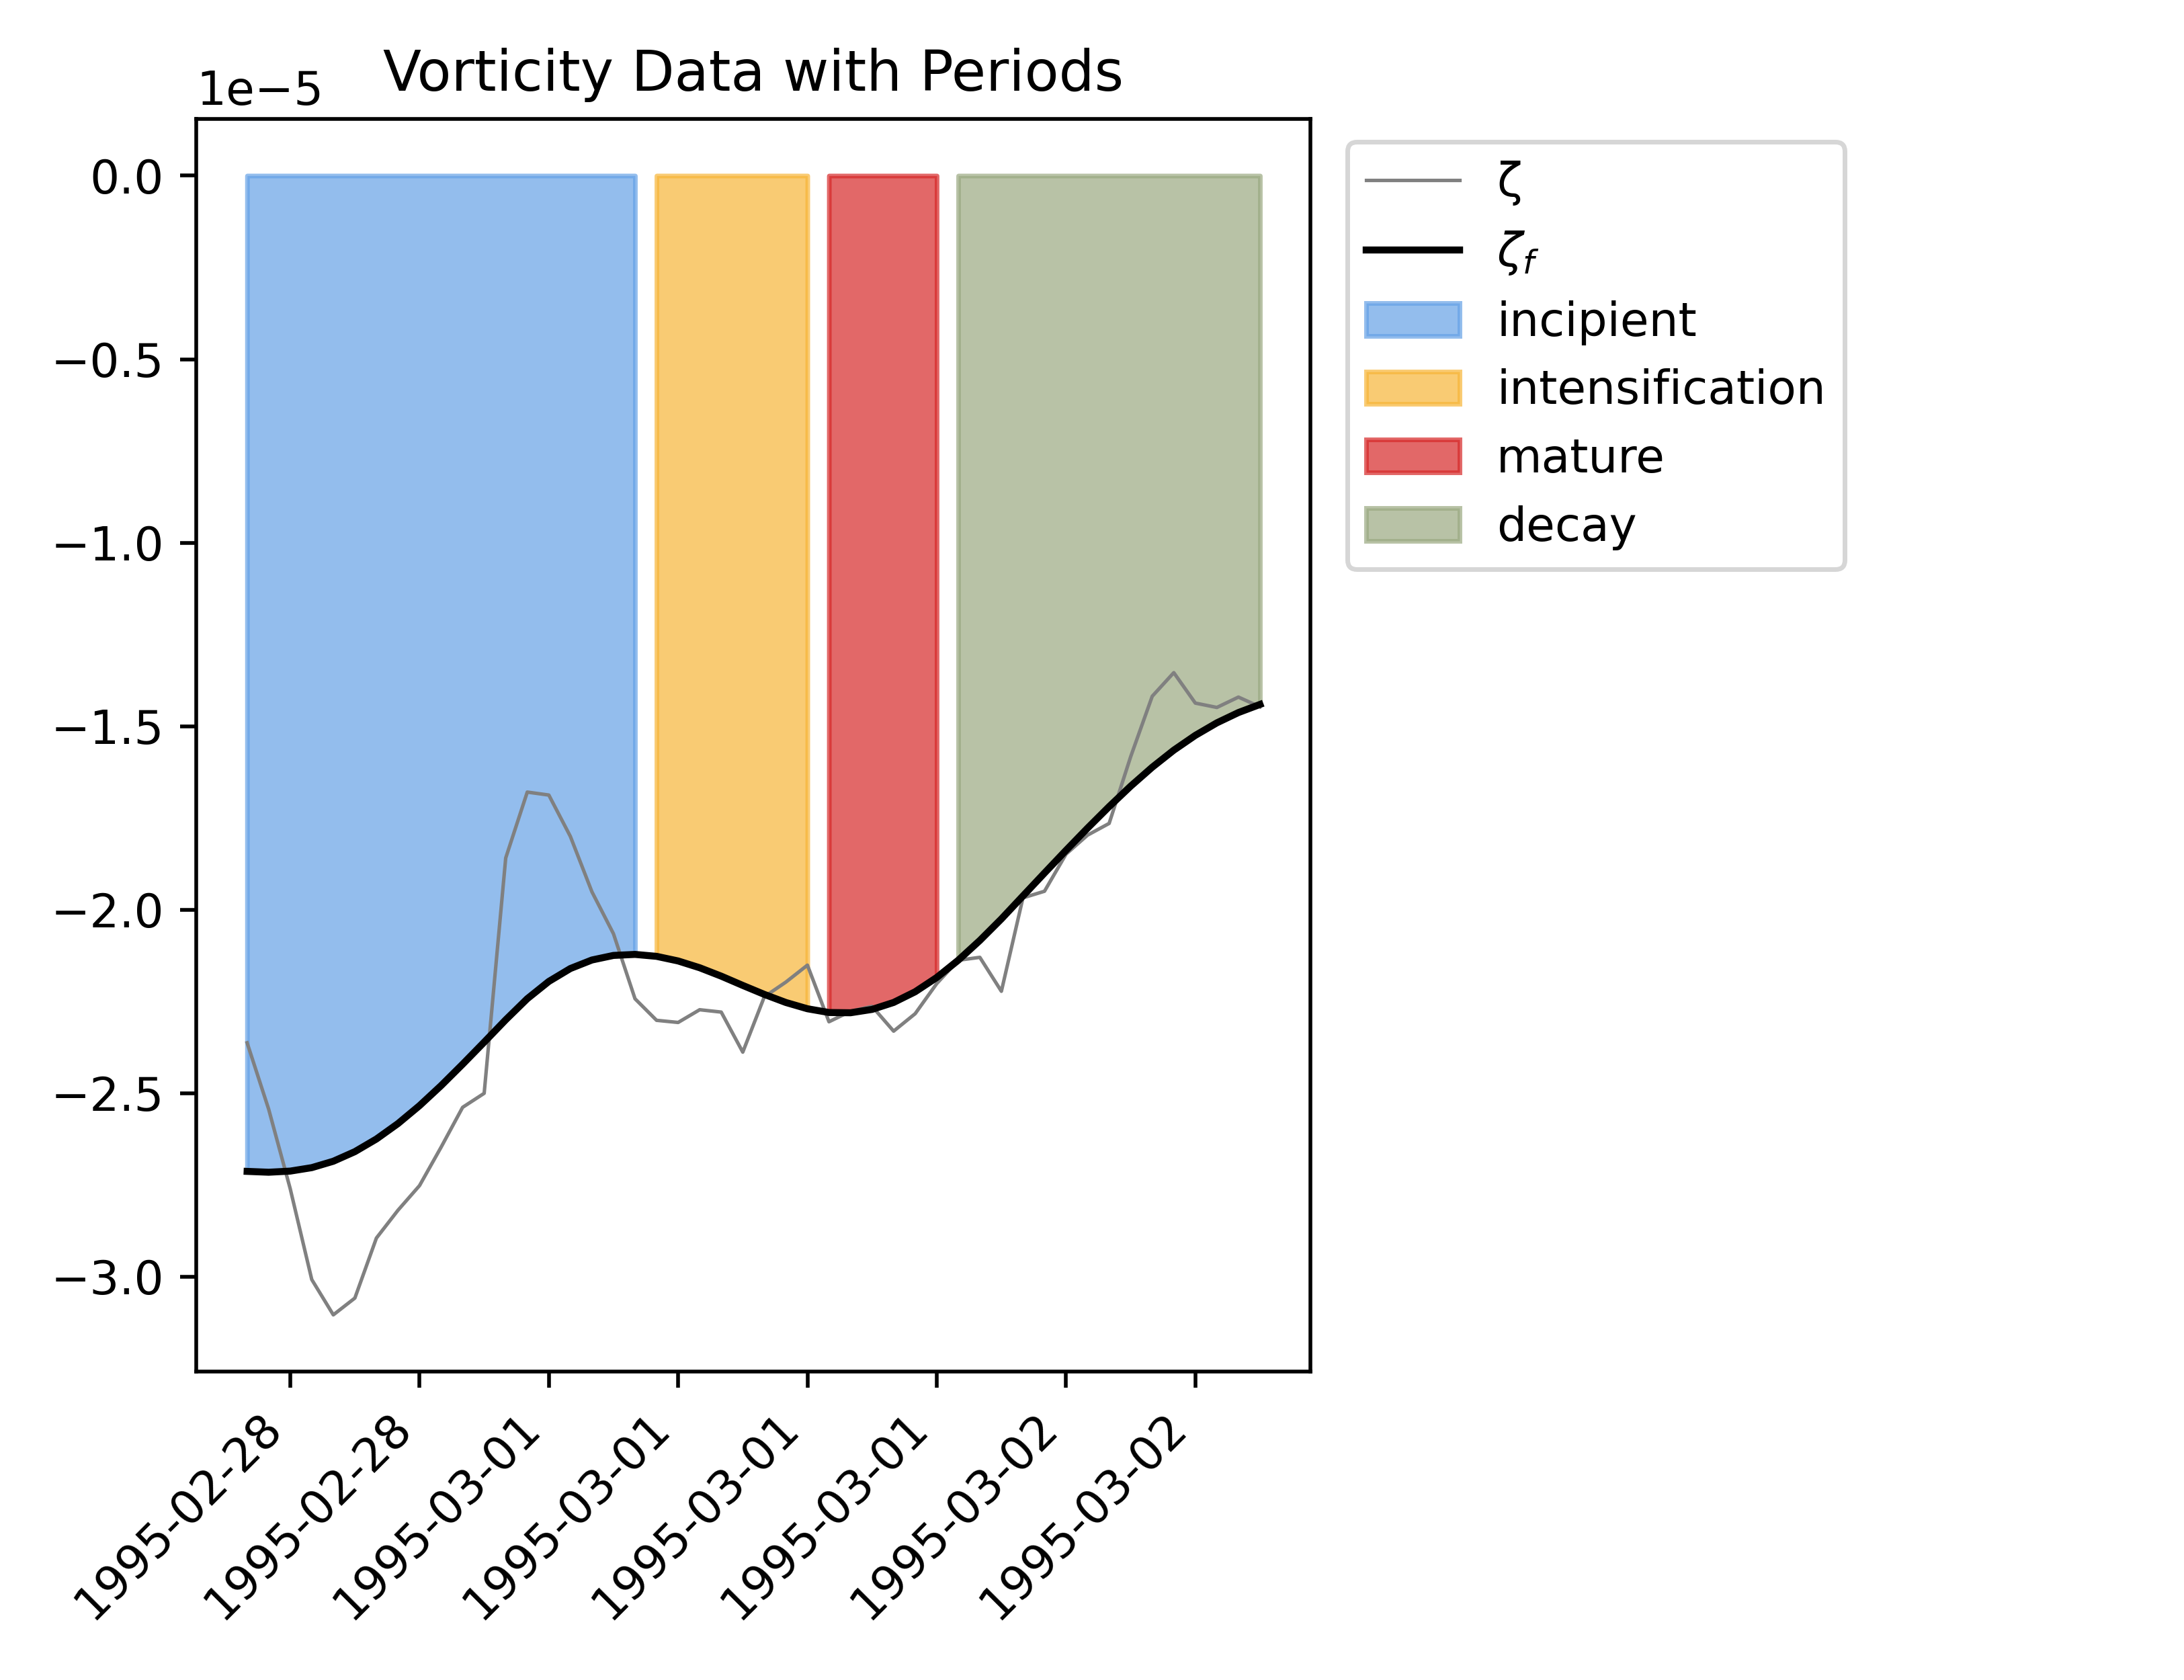 Vorticity Data with Periods
1e−5
0.0
−0.5
−1.0
−1.5
−2.0
−2.5
−3.0
1995-02-28
1995-02-28
1995-03-01
1995-03-01
1995-03-01
1995-03-01
1995-03-02
1995-03-02
ζ
ζf
incipient
intensification
mature
decay